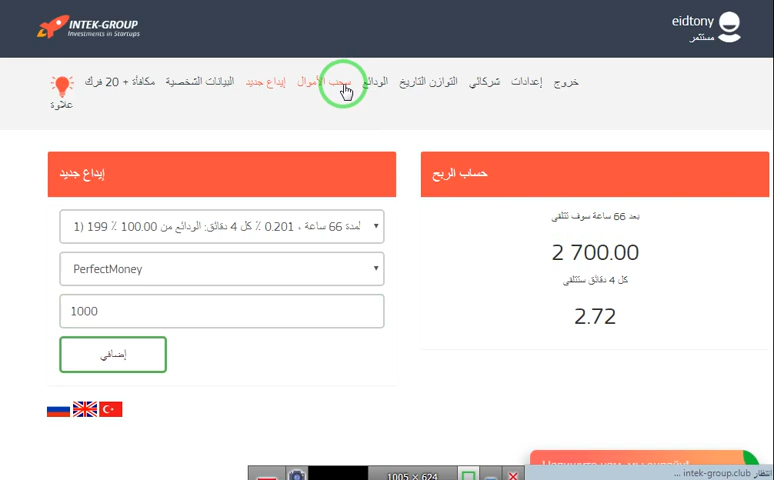 INTEK-GROUP
Investments in Startups
eidtony
مستثمر
خروج إعدادات شركائي التوازن التاريخ الودائع سحب الأموال إيداع جديد البيانات الشخصية مكافأة + 20 فرك
علاوة
إيداع جديد
حساب الربح
1) 199 ٪ لمدة 66 ساعة ، 0.201 ٪ كل 4 دقائق: الودائع من 100.00
PerfectMoney
1000
إضافي
بعد 66 ساعة سوف تتلقى
2 700.00
كل 4 دقائق ستتلقى
2.72
1005 × 624
انتظار intek-group.club ...